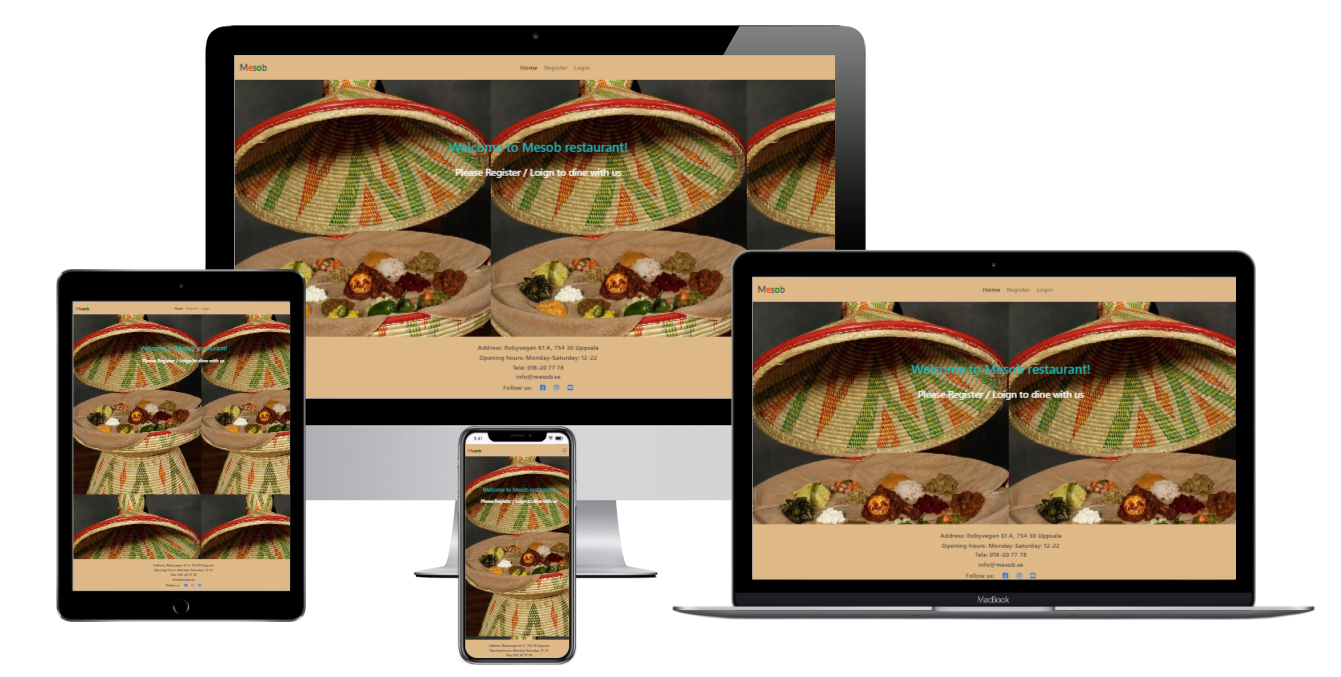 Mesob
Home Register Login
Welcome to Mesob restaurant!
Please Register / Loign to dine with us
Address: Robyvegen 61 A, 754 30 Uppsala
Opening hours: Monday-Saturday: 12-22
Tele: 018-20 77 78
info@mesob.se
Follow us:
Mesob
Home Register Login
Welcome to Mesob restaurant!
Please Register / Loign to dine with us
Address: Robyvegen 61 A, 754 30 Uppsala
Opening hours: Monday-Saturday: 12-22
Tele: 018-20 77 78
info@mesob.se
Follow us:
9:41
Mesob
Welcome to Mesob restaurant!
Please Register / Loign to dine with us
Address: Robyvegen 61 A, 754 30 Uppsala
Opening hours: Monday-Saturday: 12-22
Tele: 018-20 77 78
Mesob
Home Register Login
Welcome to Mesob restaurant!
Please Register / Loign to dine with us
Address: Robyvegen 61 A, 754 30 Uppsala
Opening hours: Monday-Saturday: 12-22
Tele: 018-20 77 78
info@mesob.se
Follow us:
MacBook